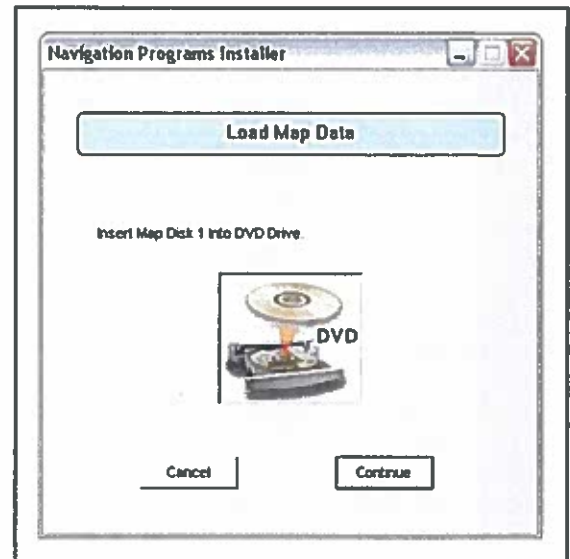 Navigation Programs Installer
Load Map Data
Insert Map Disk 1 Into DVD Drive.
DVD
Cancel
Continue